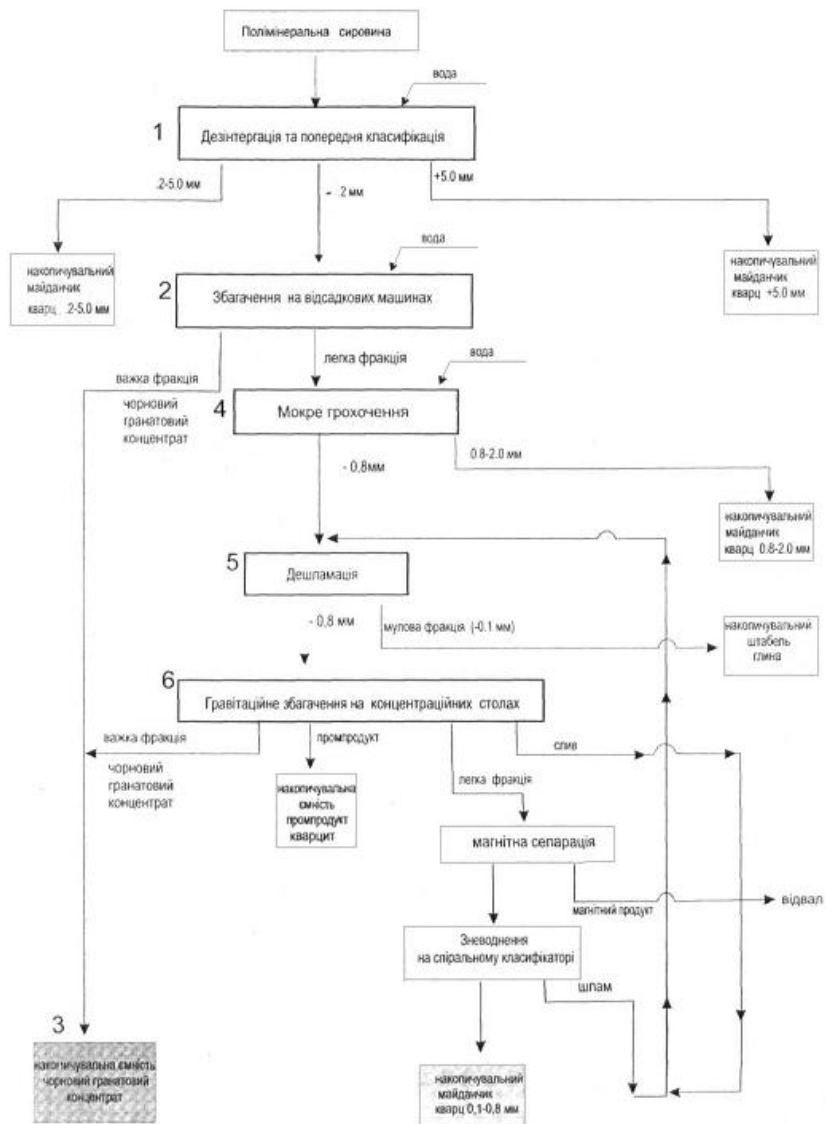 Полімінеральна сировина
вода
1
Дезінтергація та попередня класифікація
.2-5.0 мм
- .2 мм
+5.0 мм
накопичувальний
майданчик
кварц .2-5.0 мм
вода
накопичувальний
майданчик
кварц +5.0 мм
2
Збагачення на відсадкових машинах
важка фракція
чорновий
гранатовий
концентрат
легка фракція
вода
4
Мокре грохочення
- 0,8мм
0.8-2.0 мм
накопичувальний
майданчик
кварц 0.8-2.0 мм
5
Дешламація
- 0,8 мм
мулова фракція (-0.1 мм)
накопичувальний
штабель
глина
6
Гравітаційне збагачення на концентраційних столах
важка фракція
чорновий
гранатовий
концентрат
промпродукт
слив
легка фракція
накопичувальна
ємність
промпродукт
кварцит
магнітна сепарація
магнітний продукт
відвал
Зневоднення
на спіральному класифікаторі
шпам
3
накопичувальна ємність
чорновий гранатовий
концентрат
накопичувальний
майданчик
кварц 0,1-0,8 мм